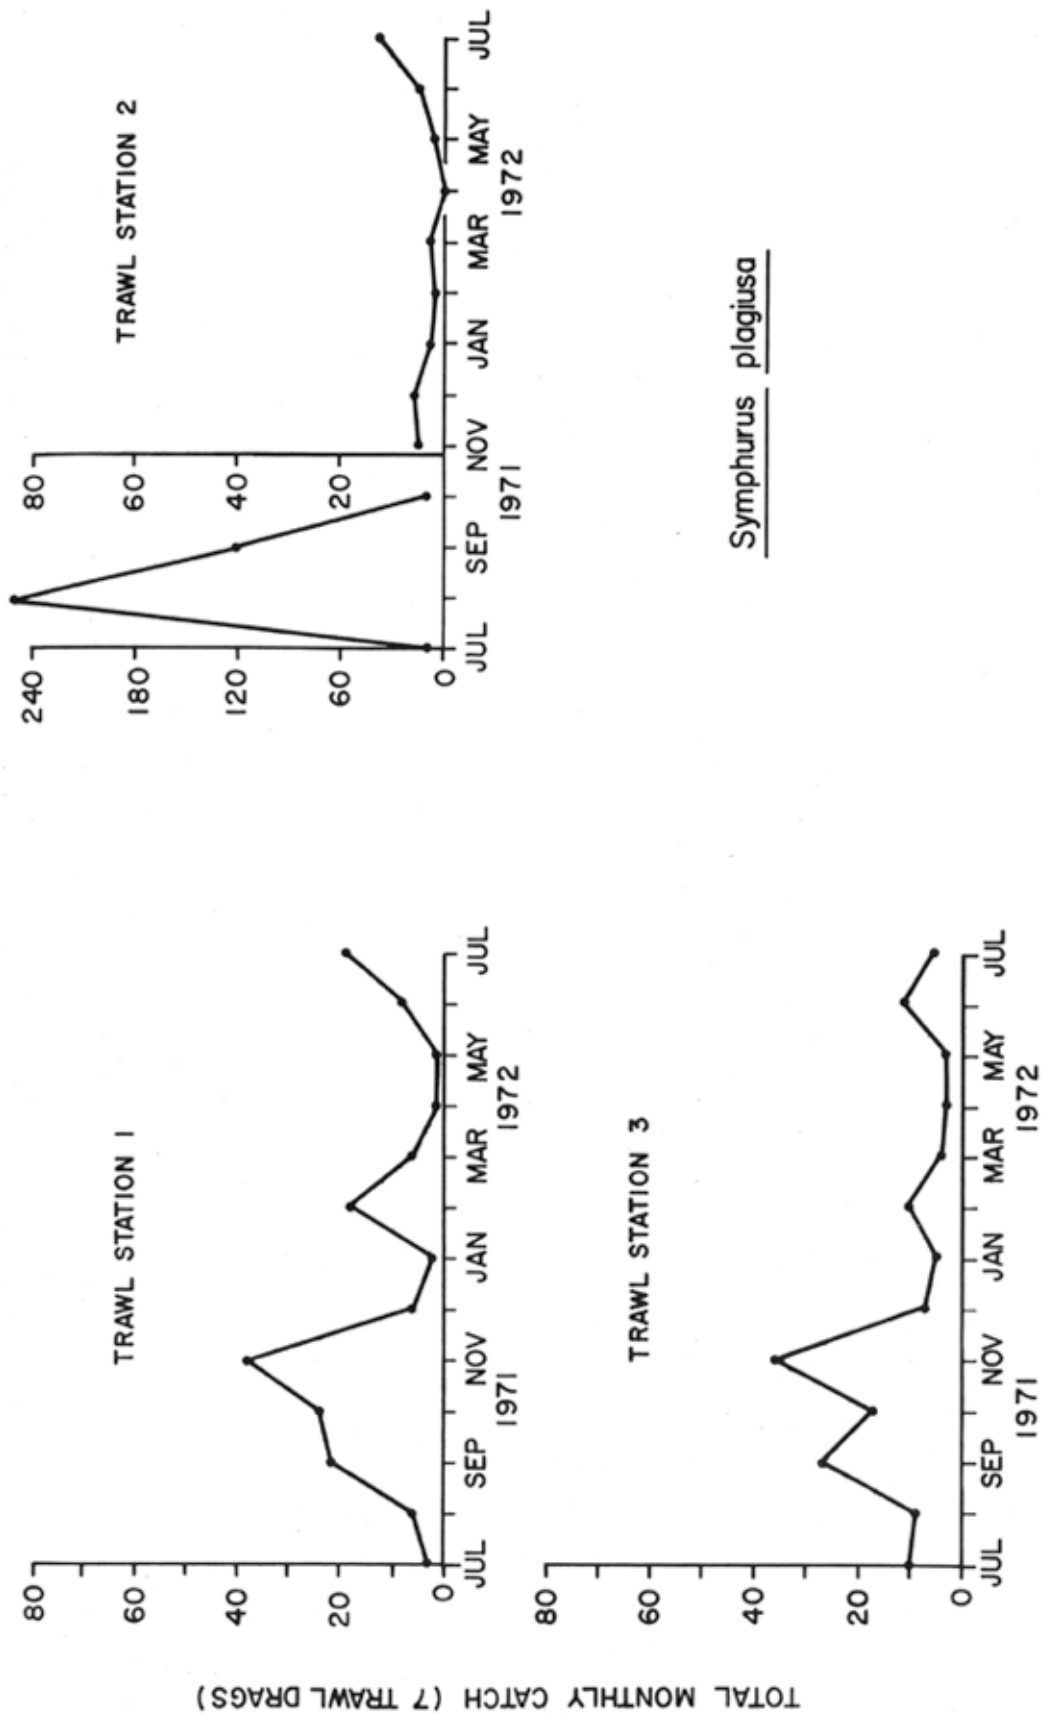 TOTAL MONTHLY CATCH (7 TRAWL DRAGS)
TRAWL STATION 1
80
60
40
20
0
JUL SEP NOV JAN MAR MAY JUL
1971 1972
TRAWL STATION 2
240
180
120
60
0
80
60
40
20
JUL SEP NOV JAN MAR MAY JUL
1971 1972
TRAWL STATION 3
80
60
40
20
0
JUL SEP NOV JAN MAR MAY JUL
1971 1972
Symphurus plagiusa